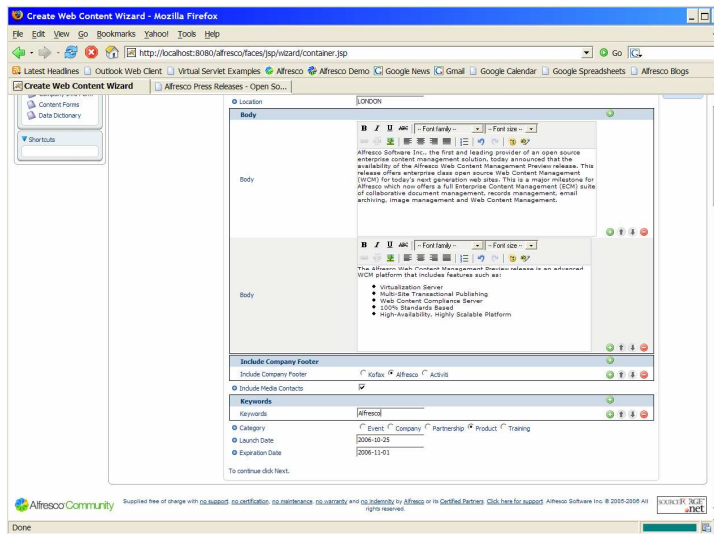 Create Web Content Wizard - Mozilla Firefox
File Edit View Go Bookmarks Yahoo! Tools Help
http://localhost:8080/alfresco/faces/jsp/wizard/container.jsp
Go
Latest Headlines Outlook Web Client Virtual Servlet Examples Alfresco Alfresco Demo Google News Gmail Google Calendar Google Spreadsheets Alfresco Blogs
Create Web Content Wizard Alfresco Press Releases - Open So...
Content Forms
Data Dictionary
Shortcuts
Location LONDON
Body
B I U ABC -- Font family -- -- Font size --
Body
Alfresco Software Inc., the first and leading provider of an open source
enterprise content management solution, today announced that the
availability of the Alfresco Web Content Management Preview release. This
release offers enterprise class open source Web Content Management
(WCM) for today's next generation web sites. This is a major milestone for
Alfresco which now offers a full Enterprise Content Management (ECM) suite
of collaborative document management, records management, email
archiving, image management and Web Content Management.
B I U ABC -- Font family -- -- Font size --
Body
The Alfresco Web Content Management Preview release is an advanced
WCM platform that includes features such as:
Virtualization Server
Multi-Site Transactional Publishing
Web Content Compliance Server
100% Standards Based
High-Availability, Highly Scalable Platform
Include Company Footer
Include Company Footer Kofax Alfresco Activiti
Include Media Contacts
Keywords
Keywords Alfresco
Category Event Company Partnership Product Training
Launch Date 2006-10-25
Expiration Date 2006-11-01
To continue click Next.
Alfresco Community
Supplied free of charge with no support, no certification, no maintenance, no warranty and no indemnity by Alfresco or its Certified Partners. Click here for support. Alfresco Software Inc. © 2005-2006 All
rights reserved.
SOURCEFORGE
.net
Done